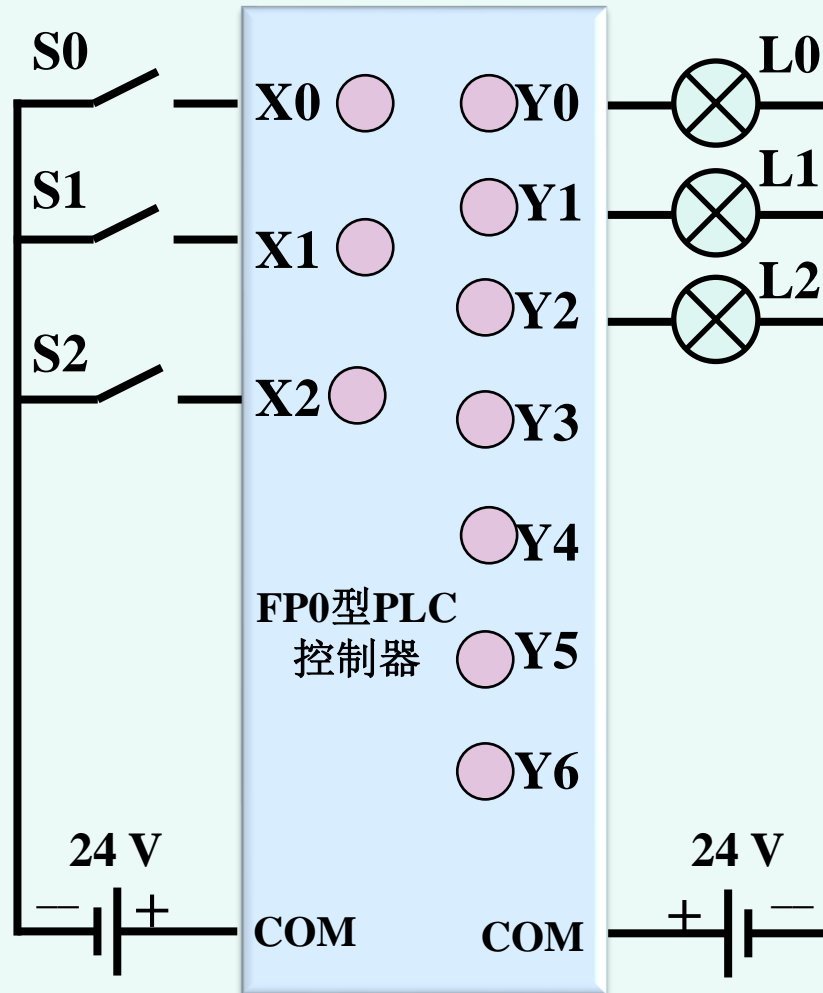 S0
X0
Y0
L0
S1
X1
Y1
L1
S2
X2
Y2
L2
Y3
Y4
FP0型PLC
控制器
Y5
Y6
24 V
24 V
— +
+ —
COM
COM